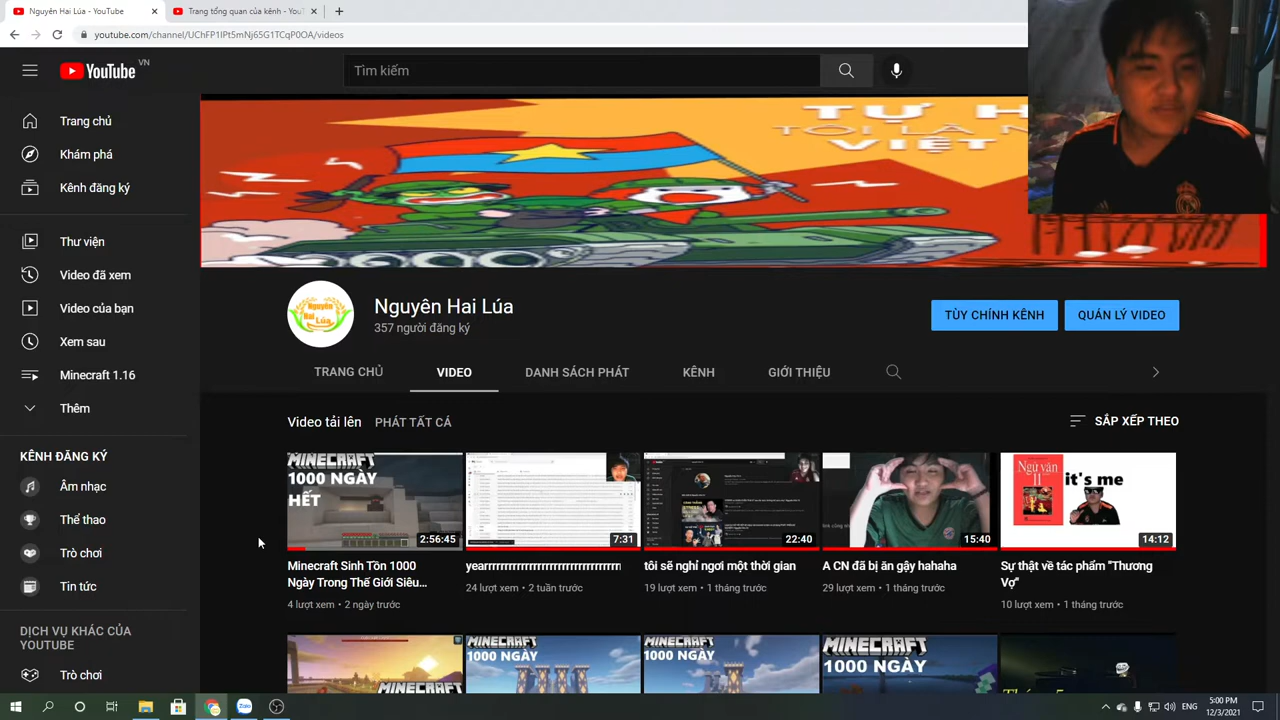 Nguyên Hai Lúa - YouTube
Trang tổng quan của kênh - YouT
youtube.com/channel/UChFP1IPt5mNj65G1TCqP0OA/videos
YouTube VN
Tìm kiếm
Trang chủ
Khám phá
Kênh đăng ký
Thư viện
Video đã xem
Video của bạn
Xem sau
Minecraft 1.16
Thêm
KÊNH ĐĂNG KÝ
Âm nhạc
Thể thao
Trò chơi
Tin tức
DỊCH VỤ KHÁC CỦA
YOUTUBE
Trò chơi
TỰ H
TÔI LÀ N
VIỆT
Nguyên
Hai
Lúa
Nguyên Hai Lúa
357 người đăng ký
TÙY CHỈNH KÊNH
QUẢN LÝ VIDEO
TRANG CHỦ
VIDEO
DANH SÁCH PHÁT
KÊNH
GIỚI THIỆU
Video tải lên
PHÁT TẤT CẢ
SẮP XẾP THEO
MINECRAFT
1000 NGÀY
HẾT
2:56:45
Minecraft Sinh Tồn 1000
Ngày Trong Thế Giới Siêu...
4 lượt xem • 2 ngày trước
7:31
yearrrrrrrrrrrrrrrrrrrrrrrrrrrr
24 lượt xem • 2 tuần trước
22:40
tôi sẽ nghỉ ngơi một thời gian
19 lượt xem • 1 tháng trước
15:40
A CN đã bị ăn gậy hahaha
29 lượt xem • 1 tháng trước
Ngữ văn
11
it's me
14:12
Sự thật về tác phẩm "Thương
Vợ"
10 lượt xem • 1 tháng trước
MINECRAFT
MINECRAFT
1000 NGÀY
MINECRAFT
1000 NGÀY
MINECRAFT
1000 NGÀY
ENG
5:00 PM
12/3/2021